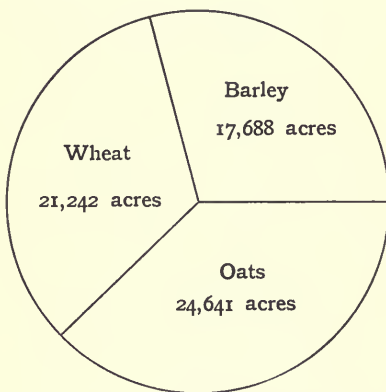 Barley
17,688 acres
Wheat
21,242 acres
Oats
24,641 acres